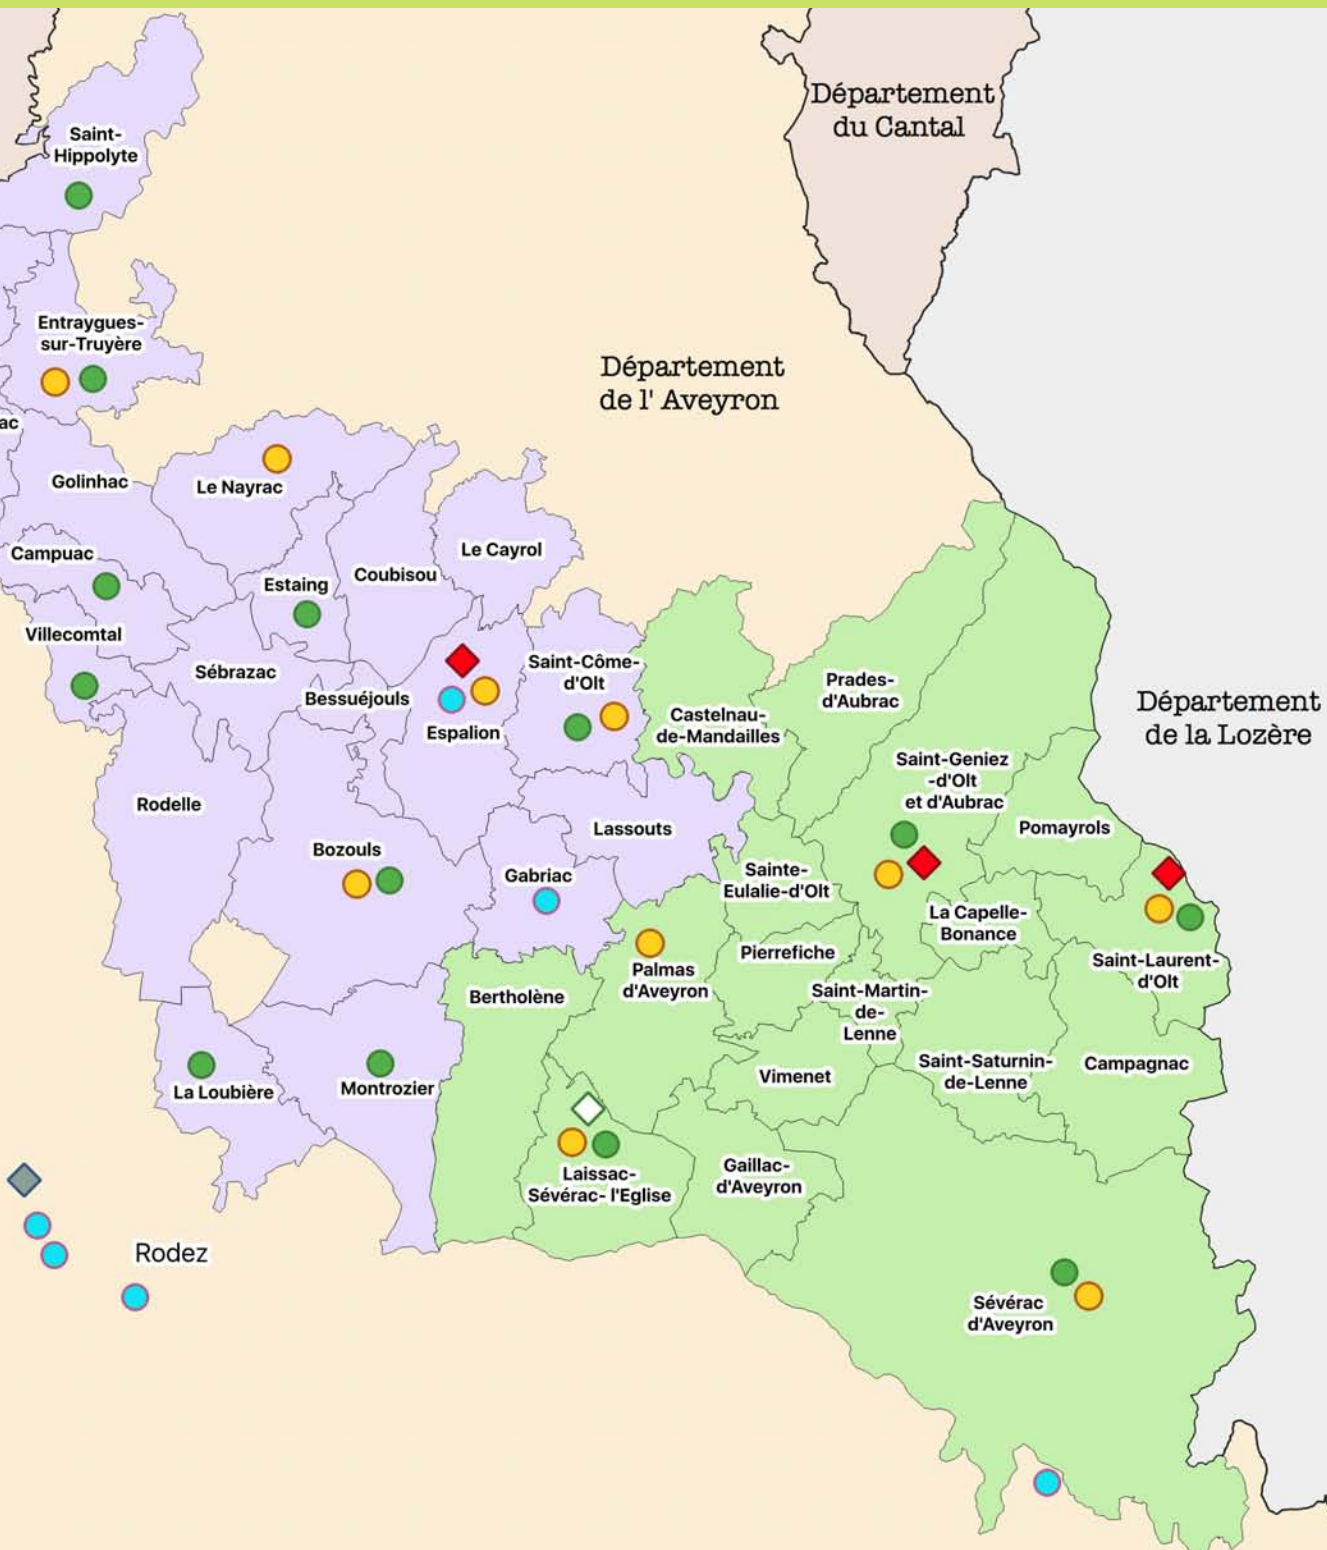 Département
du Cantal
Saint-
Hippolyte
Entraygues-
sur-Truyère
Département
de l' Aveyron
ac
Golinhac
Le Nayrac
Campuac
Estaing
Coubisou
Le Cayrol
Villecomtal
Sébrazac
Bessuéjouls
Espalion
Saint-Côme-
d'Olt
Castelnau-
de-Mandailles
Prades-
d'Aubrac
Département
de la Lozère
Saint-Geniez
-d'Olt
et d'Aubrac
Rodelle
Lassouts
Pomayrols
Bozouls
Gabriac
Sainte-
Eulalie-d'Olt
La Capelle-
Bonance
Pierrefiche
Palmas
d'Aveyron
Saint-Laurent-
d'Olt
Bertholène
Saint-Martin-
de-
Lenne
Vimenet
Saint-Saturnin-
de-Lenne
Campagnac
La Loubière
Montrozier
Laissac-
Sévérac- l'Eglise
Gaillac-
d'Aveyron
Rodez
Sévérac
d'Aveyron